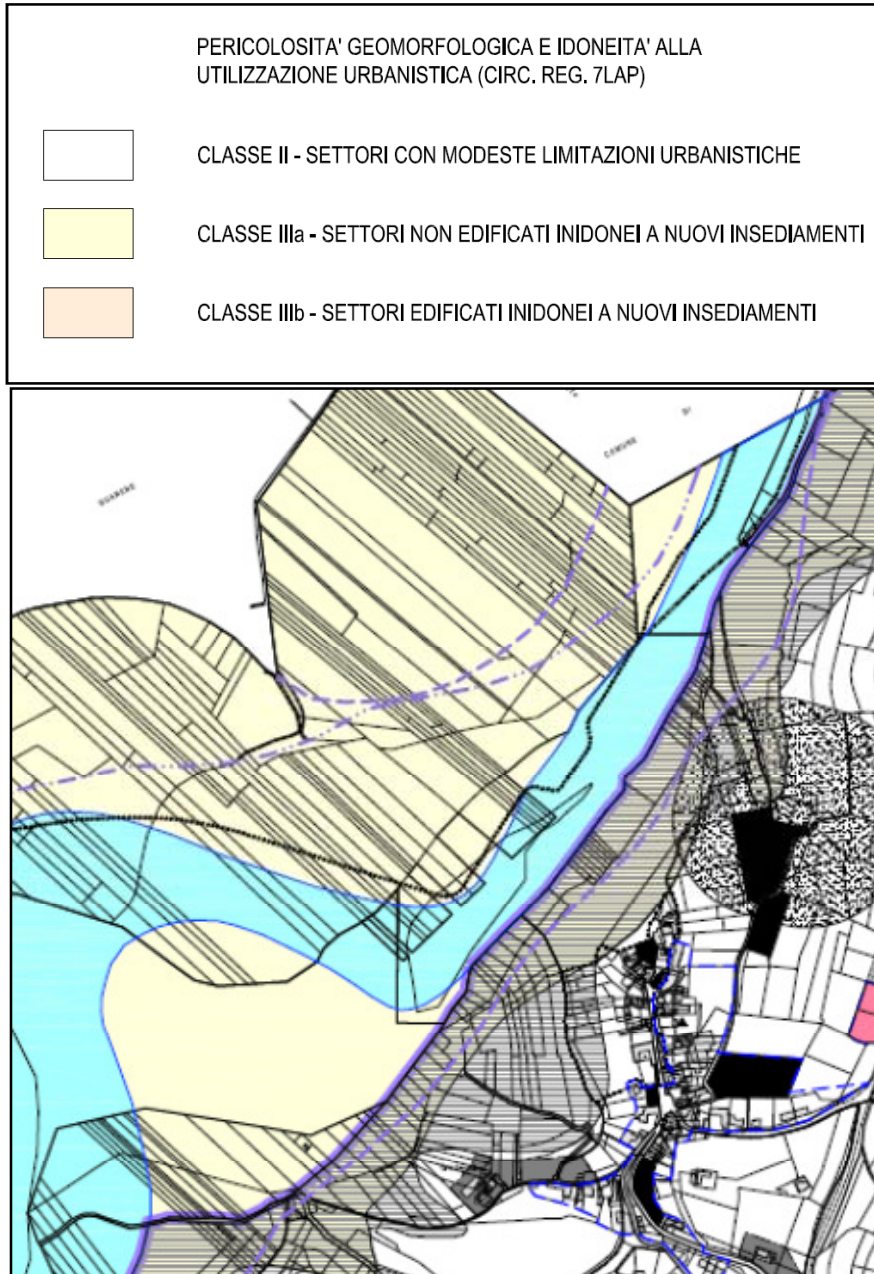 PERICOLOSITA' GEOMORFOLOGICA E IDONEITA' ALLA
UTILIZZAZIONE URBANISTICA (CIRC. REG. 7LAP)
CLASSE II - SETTORI CON MODESTE LIMITAZIONI URBANISTICHE
CLASSE IIIa - SETTORI NON EDIFICATI INIDONEI A NUOVI INSEDIAMENTI
CLASSE IIIb - SETTORI EDIFICATI INIDONEI A NUOVI INSEDIAMENTI
DI
COMUNE